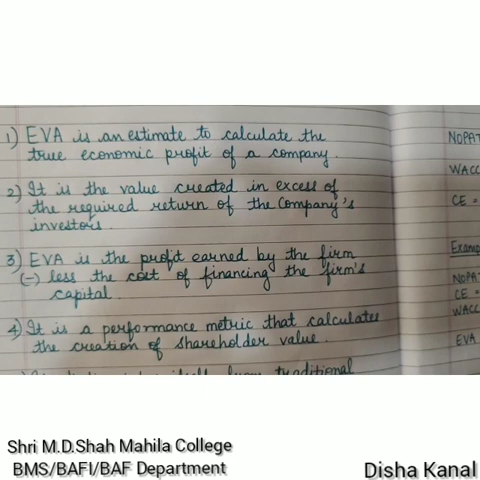 1) EVA is an estimate to calculate the
true economic profit of a company.
2) It is the value created in excess of
the required return of the Company's
investors.
3) EVA is the profit earned by the firm
(-) less the cost of financing the firm's
capital.
4) It is a performance metric that calculates
the creation of shareholder value.
traditional
NOPAT
WACC
CE =
Examp
NOPAT
CE =
WACC
EVA
Shri M.D.Shah Mahila College
BMS/BAFI/BAF Department
Disha Kanal